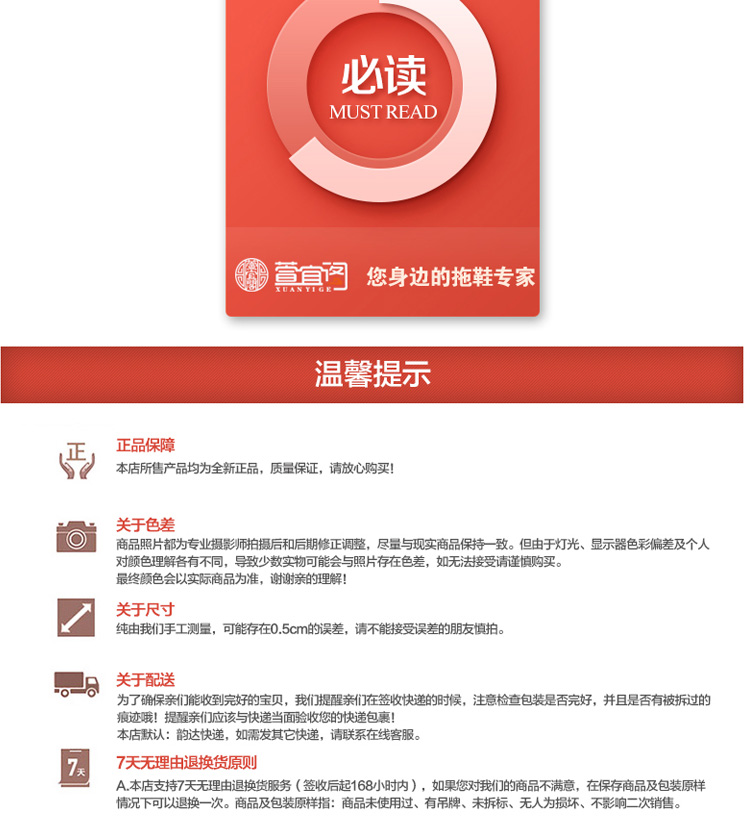 必读
MUST READ
萱宜阁
XUANYIGE
您身边的拖鞋专家
温馨提示
正
正品保障
本店所售产品均为全新正品，质量保证，请放心购买！
关于色差
商品照片都为专业摄影师拍摄后和后期修正调整，尽量与现实商品保持一致。但由于灯光、显示器色彩偏差及个人
对颜色理解各有不同，导致少数实物可能会与照片存在色差，如无法接受请谨慎购买。
最终颜色会以实际商品为准，谢谢亲的理解！
关于尺寸
纯由我们手工测量，可能存在0.5cm的误差，请不能接受误差的朋友慎拍。
关于配送
为了确保亲们能收到完好的宝贝，我们提醒亲们在签收快递的时候，注意检查包装是否完好，并且是否有被拆过的
痕迹哦！提醒亲们应该与快递当面验收您的快递包裹！
本店默认：韵达快递，如需发其它快递，请联系在线客服。
7天
7天无理由退换货原则
A.本店支持7天无理由退换货服务（签收后起168小时内），如果您对我们的商品不满意，在保存商品及包装原样
情况下可以退换一次。商品及包装原样指：商品未使用过、有吊牌、未拆标、无人为损坏、不影响二次销售。